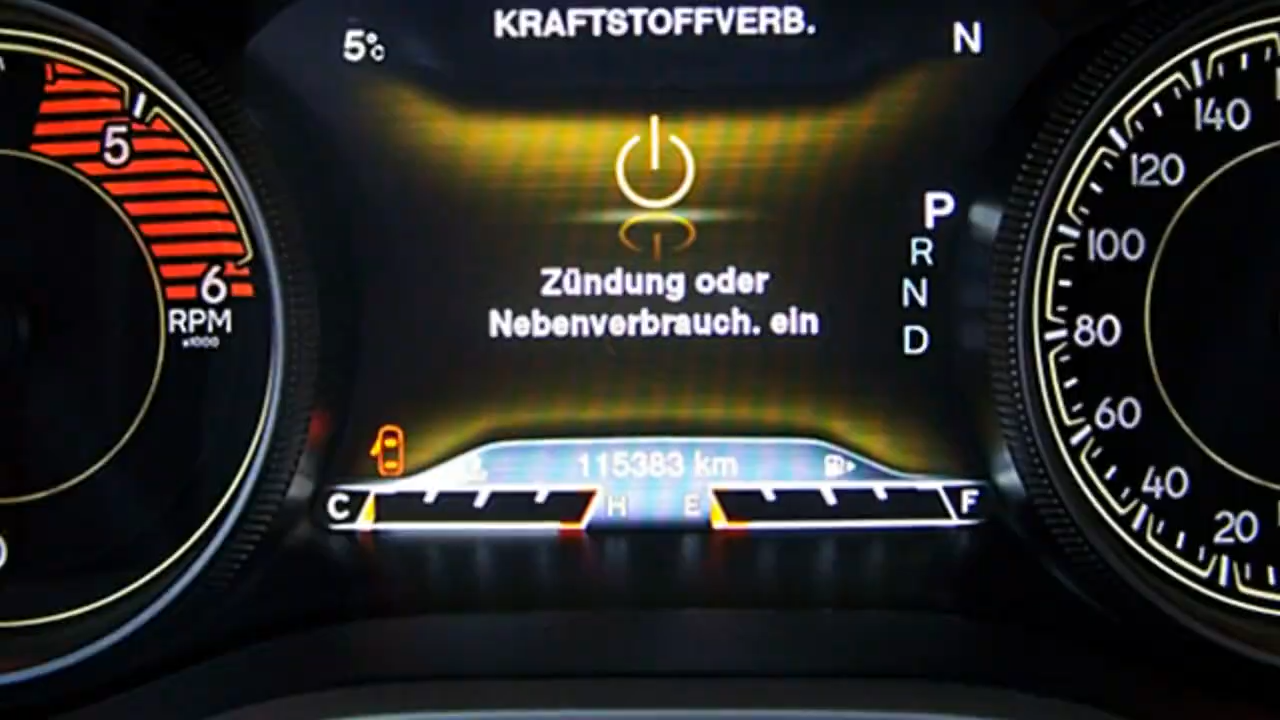 KRAFTSTOFFVERB.
5°C
N
Zündung oder
Nebenverbrauch. ein
P
R
N
D
115383 km
C
H
E
F
5
6
RPM
x1000
140
120
100
80
60
40
20